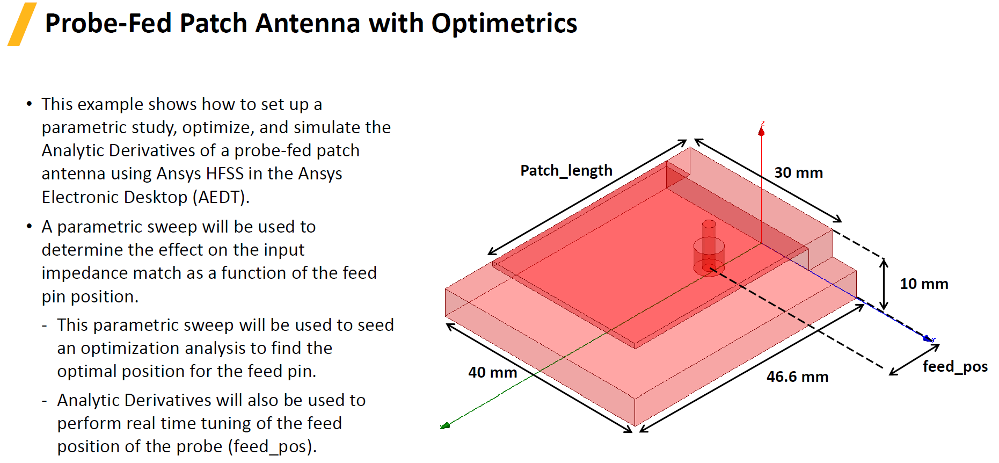 Probe-Fed Patch Antenna with Optimetrics
• This example shows how to set up a
parametric study, optimize, and simulate the
Analytic Derivatives of a probe-fed patch
antenna using Ansys HFSS in the Ansys
Electronic Desktop (AEDT).
• A parametric sweep will be used to
determine the effect on the input
impedance match as a function of the feed
pin position.
- This parametric sweep will be used to seed
an optimization analysis to find the
optimal position for the feed pin.
- Analytic Derivatives will also be used to
perform real time tuning of the feed
position of the probe (feed_pos).
Z
Patch_length
30 mm
10 mm
Y
feed_pos
40 mm
46.6 mm